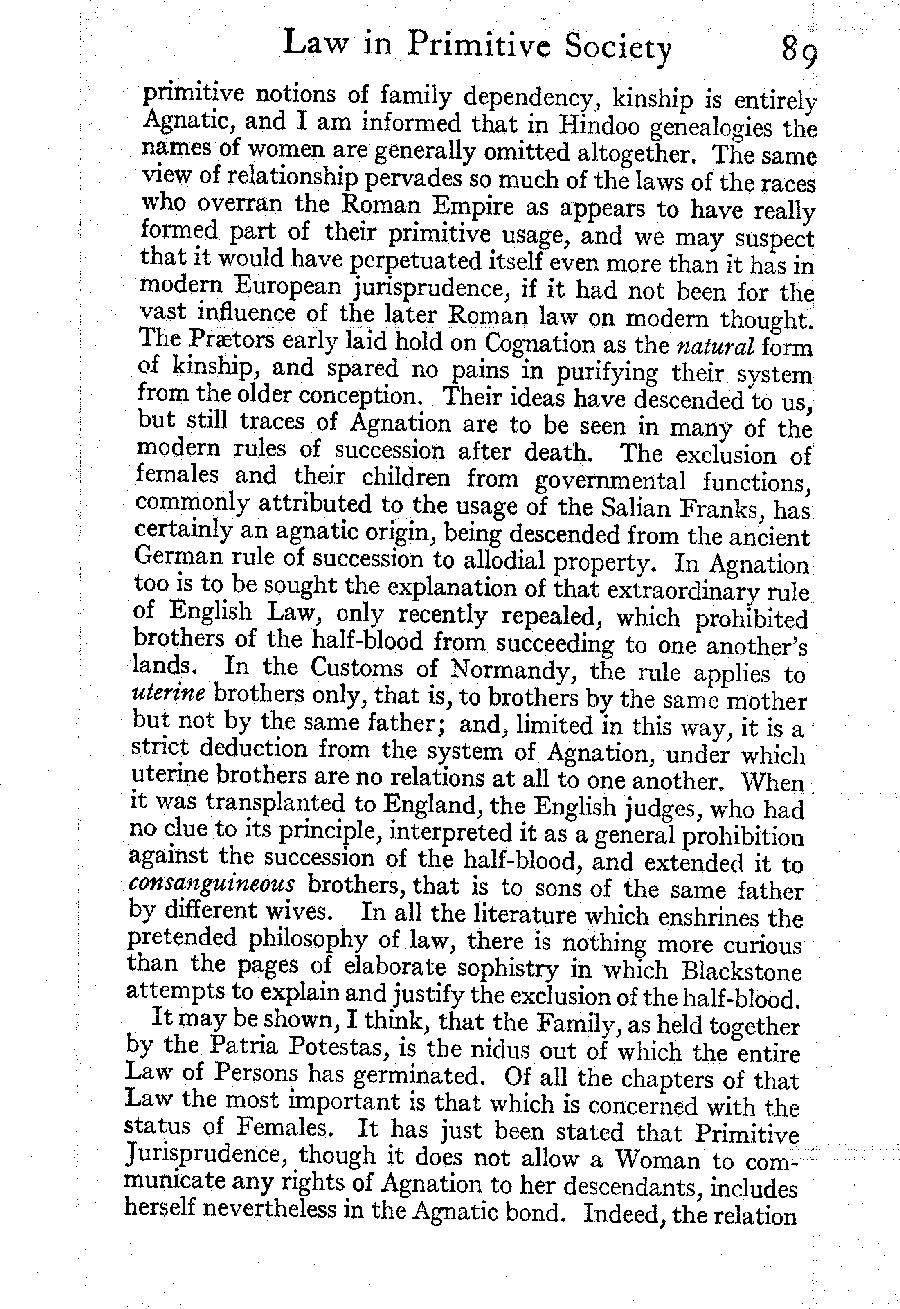 Law in Primitive Society 89
primitive notions of family dependency, kinship is entirely
Agnatic, and I am informed that in Hindoo genealogies the
names of women are generally omitted altogether. The same
view of relationship pervades so much of the laws of the races
who overran the Roman Empire as appears to have really
formed part of their primitive usage, and we may suspect
that it would have perpetuated itself even more than it has in
modern European jurisprudence, if it had not been for the
vast influence of the later Roman law on modern thought.
The Prætors early laid hold on Cognation as the natural form
of kinship, and spared no pains in purifying their system
from the older conception. Their ideas have descended to us,
but still traces of Agnation are to be seen in many of the
modern rules of succession after death. The exclusion of
females and their children from governmental functions,
commonly attributed to the usage of the Salian Franks, has
certainly an agnatic origin, being descended from the ancient
German rule of succession to allodial property. In Agnation
too is to be sought the explanation of that extraordinary rule
of English Law, only recently repealed, which prohibited
brothers of the half-blood from succeeding to one another's
lands. In the Customs of Normandy, the rule applies to
uterine brothers only, that is, to brothers by the same mother
but not by the same father; and, limited in this way, it is a
strict deduction from the system of Agnation, under which
uterine brothers are no relations at all to one another. When
it was transplanted to England, the English judges, who had
no clue to its principle, interpreted it as a general prohibition
against the succession of the half-blood, and extended it to
consanguineous brothers, that is to sons of the same father
by different wives. In all the literature which enshrines the
pretended philosophy of law, there is nothing more curious
than the pages of elaborate sophistry in which Blackstone
attempts to explain and justify the exclusion of the half-blood.
It may be shown, I think, that the Family, as held together
by the Patria Potestas, is the nidus out of which the entire
Law of Persons has germinated. Of all the chapters of that
Law the most important is that which is concerned with the
status of Females. It has just been stated that Primitive
Jurisprudence, though it does not allow a Woman to com-
municate any rights of Agnation to her descendants, includes
herself nevertheless in the Agnatic bond. Indeed, the relation